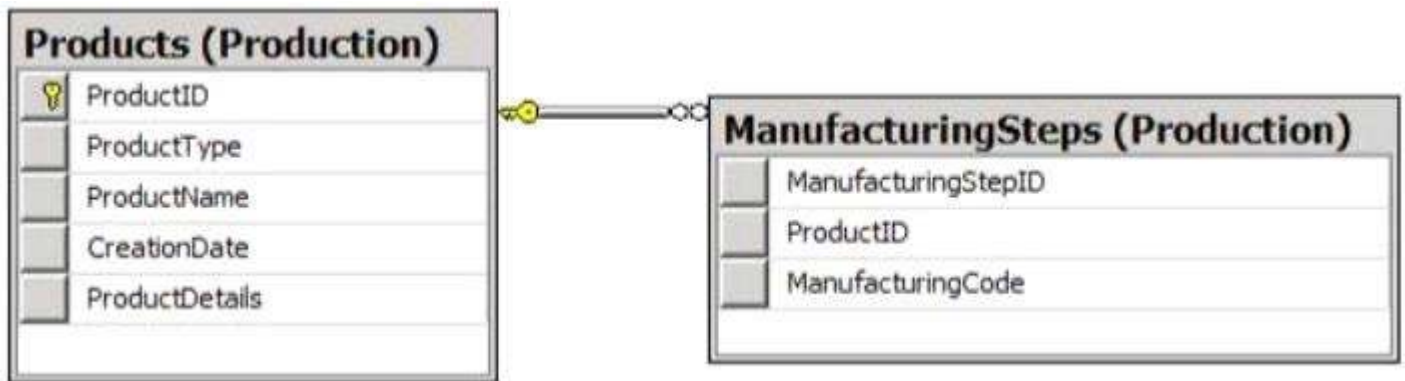 Products (Production)
ProductID
ProductType
ProductName
CreationDate
ProductDetails
ManufacturingSteps (Production)
ManufacturingStepID
ProductID
ManufacturingCode